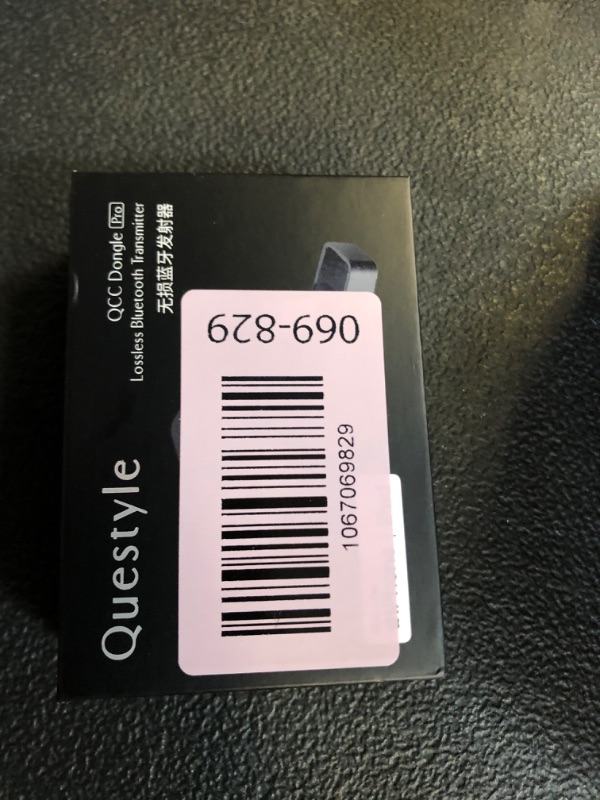 Questyle
QCC Dongle Pro
Lossless Bluetooth Transmitter
无损蓝牙发射器
069-829
1067069829